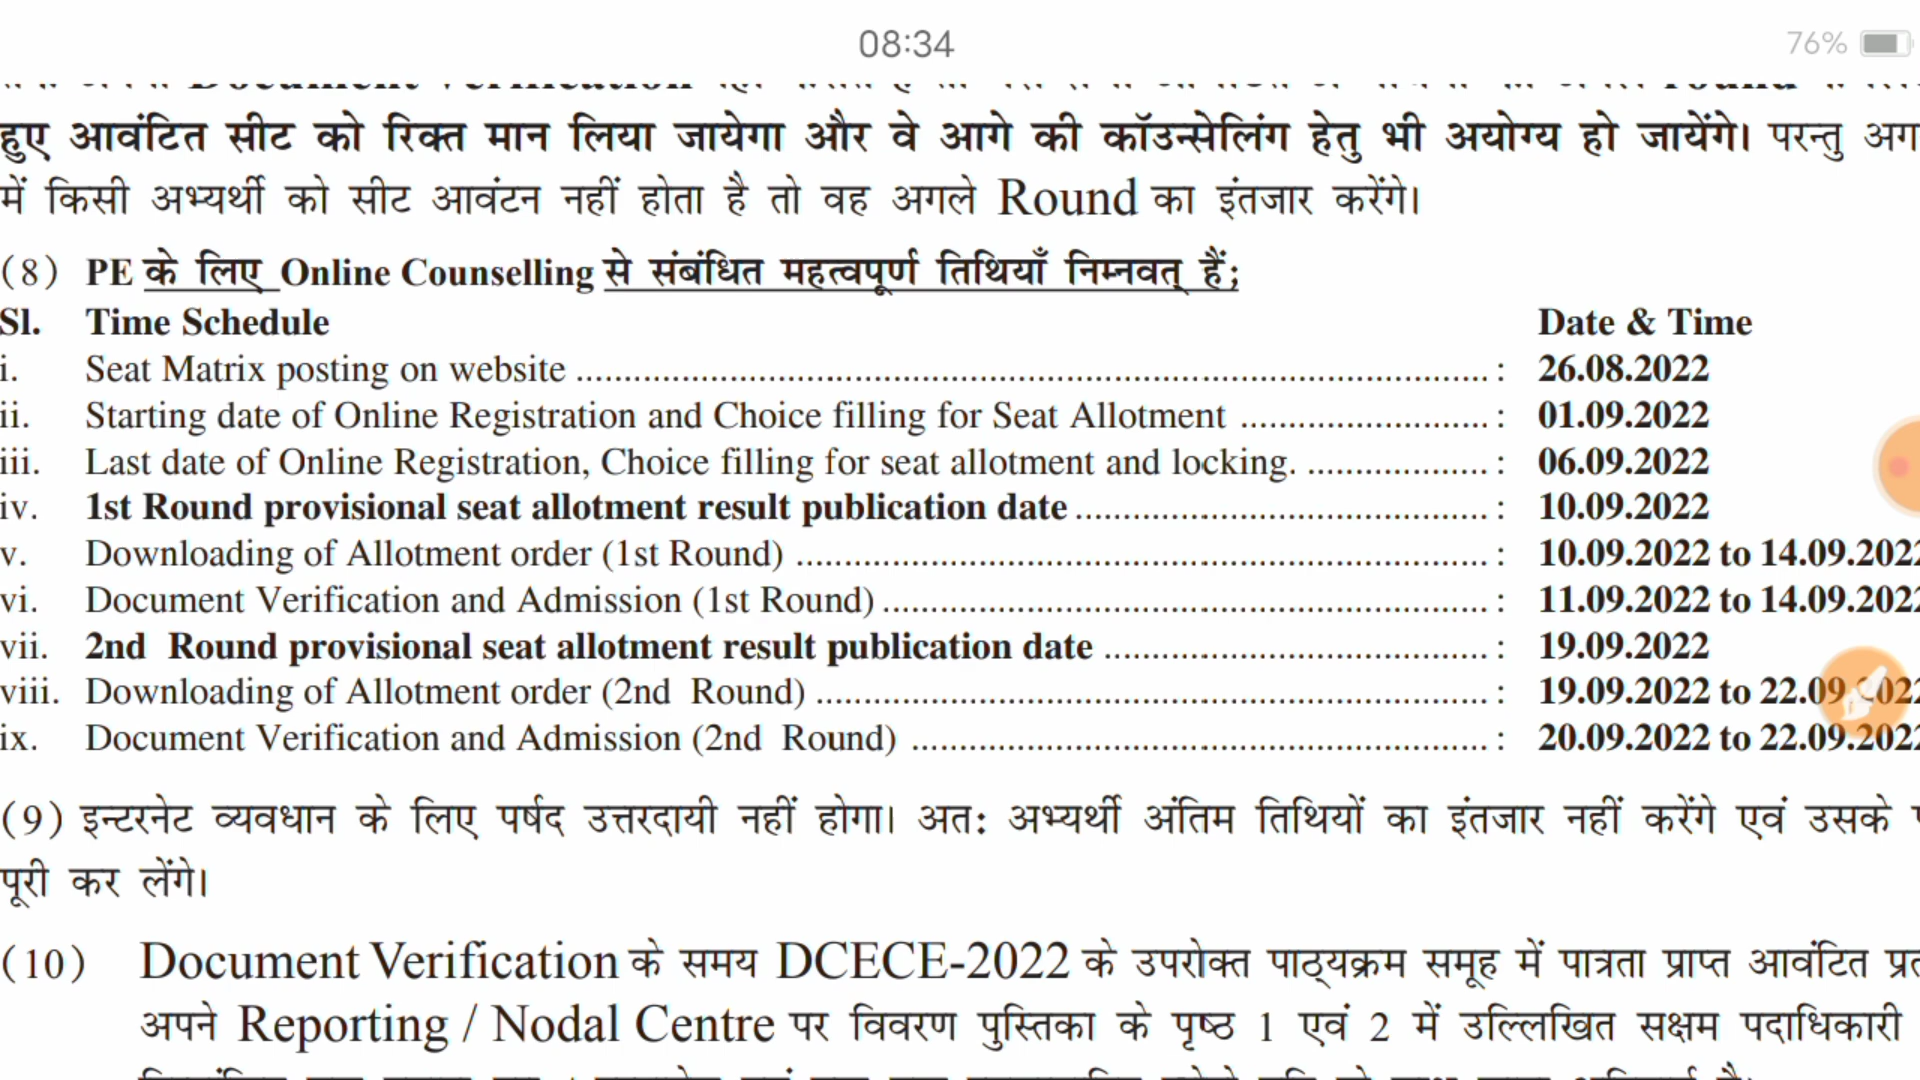 08:34
76%
Document Verification
हुए आवंटित सीट को रिक्त मान लिया जायेगा और वे आगे की कॉउन्सेलिंग हेतु भी अयोग्य हो जायेंगे। परन्तु अग
में किसी अभ्यर्थी को सीट आवंटन नहीं होता है तो वह अगले Round का इंतजार करेंगे।
(8) PE के लिए Online Counselling से संबंधित महत्वपूर्ण तिथियाँ निम्नवत् हैं;
Sl. Time Schedule Date & Time
i. Seat Matrix posting on website : 26.08.2022
ii. Starting date of Online Registration and Choice filling for Seat Allotment : 01.09.2022
iii. Last date of Online Registration, Choice filling for seat allotment and locking. : 06.09.2022
iv. 1st Round provisional seat allotment result publication date : 10.09.2022
v. Downloading of Allotment order (1st Round) : 10.09.2022 to 14.09.2022
vi. Document Verification and Admission (1st Round) : 11.09.2022 to 14.09.2022
vii. 2nd Round provisional seat allotment result publication date : 19.09.2022
viii. Downloading of Allotment order (2nd Round) : 19.09.2022 to 22.09.2022
ix. Document Verification and Admission (2nd Round) : 20.09.2022 to 22.09.2022
(9) इन्टरनेट व्यवधान के लिए पर्षद उत्तरदायी नहीं होगा। अतः अभ्यर्थी अंतिम तिथियों का इंतजार नहीं करेंगे एवं उसके
पूरी कर लेंगे।
(10) Document Verification के समय DCECE-2022 के उपरोक्त पाठ्यक्रम समूह में पात्रता प्राप्त आवंटित
अपने Reporting / Nodal Centre पर विवरण पुस्तिका के पृष्ठ 1 एवं 2 में उल्लिखित सक्षम पदाधिकारी